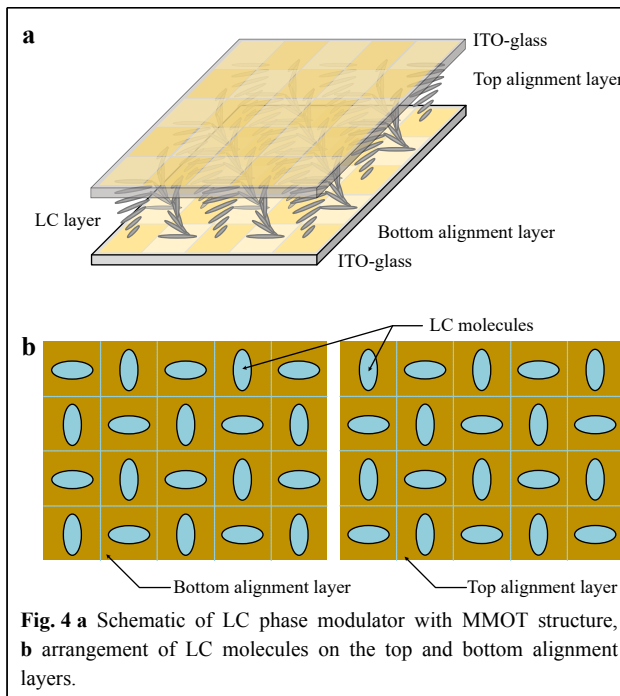 a
ITO-glass
Top alignment layer
LC layer
Bottom alignment layer
ITO-glass
b
LC molecules
Bottom alignment layer
Top alignment layer
Fig. 4 a Schematic of LC phase modulator with MMOT structure,
b arrangement of LC molecules on the top and bottom alignment
layers.